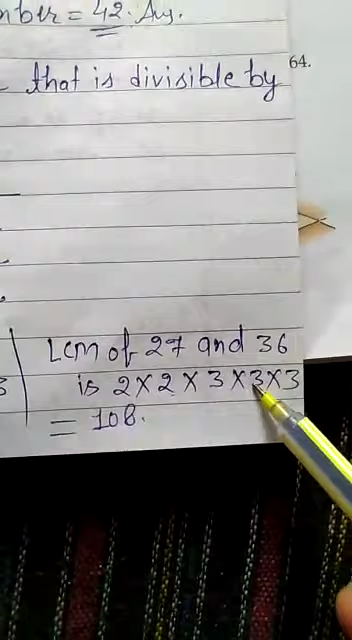 = 42. Ans.
that is divisible by
64.
LCM of 27 and 36
3 is 2 X 2 X 3 X 3 X 3
= 108.